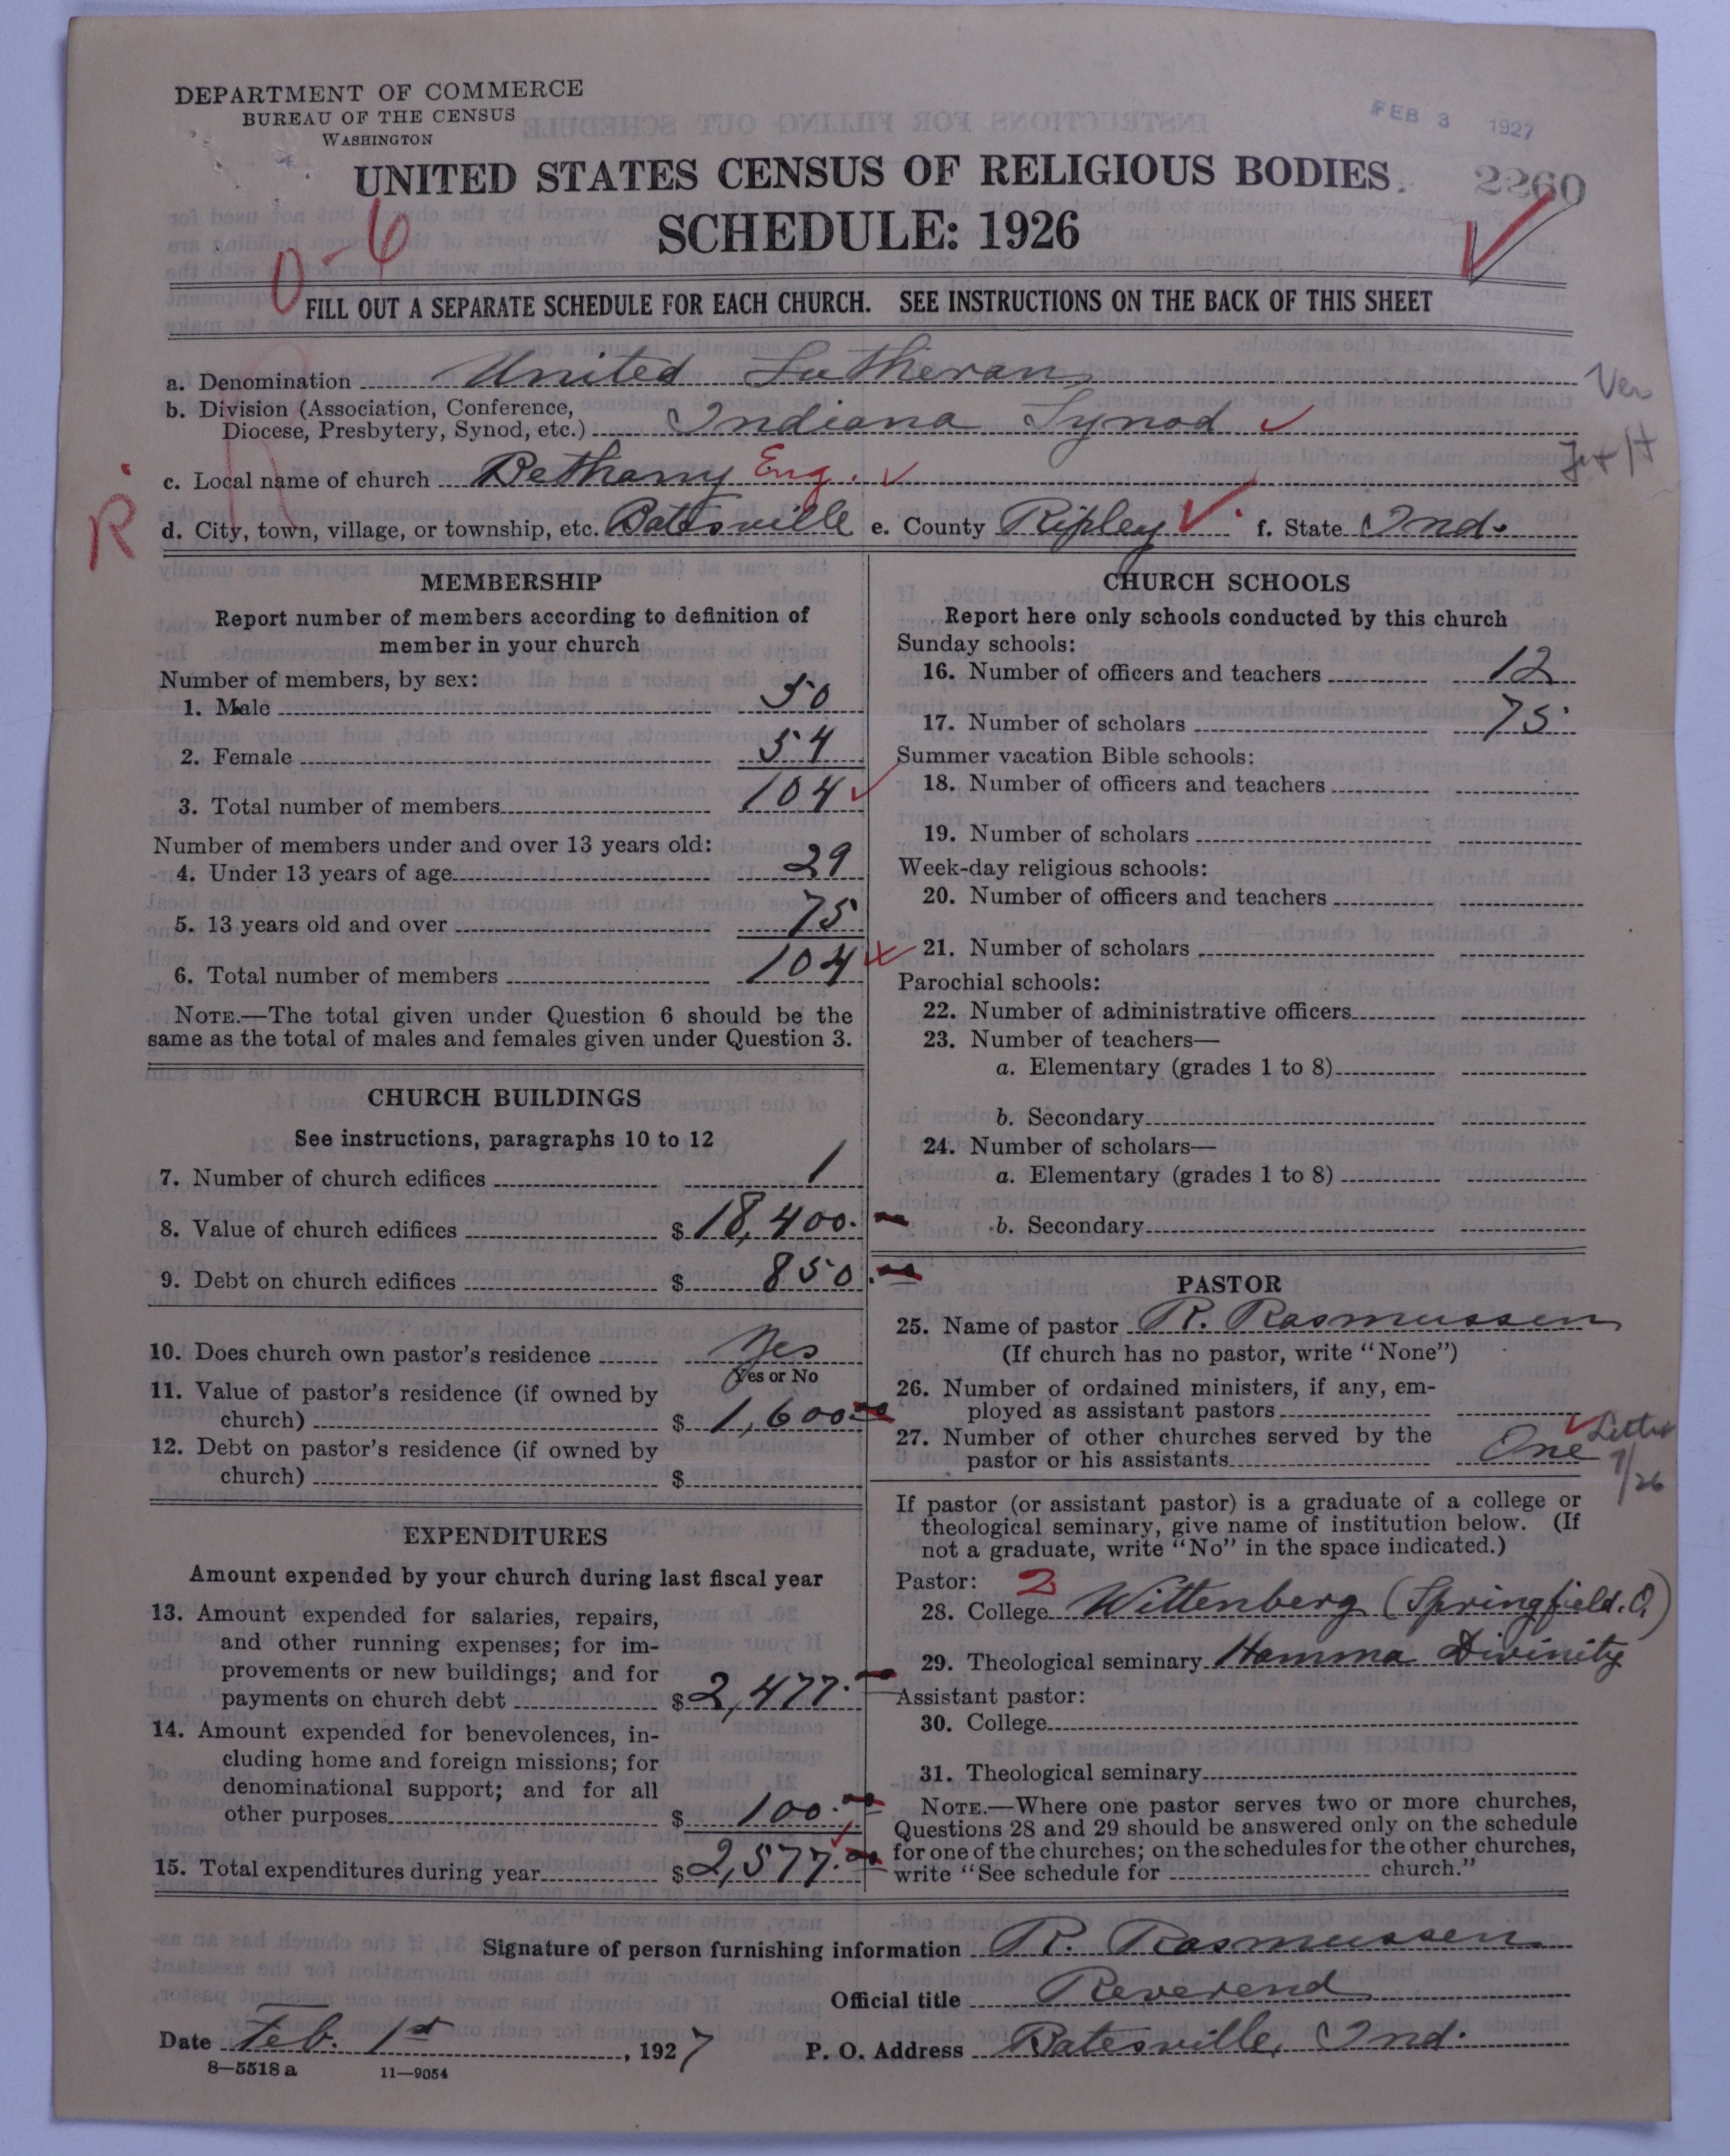 DEPARTMENT OF COMMERCE
BUREAU OF THE CENSUS
WASHINGTON
FEB 3 1927
UNITED STATES CENSUS OF RELIGIOUS BODIES
2260
SCHEDULE: 1926
0-6
FILL OUT A SEPARATE SCHEDULE FOR EACH CHURCH. SEE INSTRUCTIONS ON THE BACK OF THIS SHEET
a. Denomination United Lutheran
Ver
b. Division (Association, Conference,
Diocese, Presbytery, Synod, etc.) Indiana Synod
c. Local name of church Bethany Eng.
R
d. City, town, village, or township, etc. Batesville e. County Ripley f. State Ind.
MEMBERSHIP
Report number of members according to definition of
member in your church
Number of members, by sex:
1. Male 50
2. Female 54
3. Total number of members 104
Number of members under and over 13 years old:
4. Under 13 years of age 29
5. 13 years old and over 75
6. Total number of members 104
NOTE.—The total given under Question 6 should be the
same as the total of males and females given under Question 3.
CHURCH BUILDINGS
See instructions, paragraphs 10 to 12
7. Number of church edifices 1
8. Value of church edifices $ 18,400.
9. Debt on church edifices $ 850.
10. Does church own pastor's residence Yes
Yes or No
11. Value of pastor's residence (if owned by
church) $ 1,600
12. Debt on pastor's residence (if owned by
church) $
EXPENDITURES
Amount expended by your church during last fiscal year
13. Amount expended for salaries, repairs,
and other running expenses; for im-
provements or new buildings; and for
payments on church debt $ 2,477.
14. Amount expended for benevolences, in-
cluding home and foreign missions; for
denominational support; and for all
other purposes $ 100.
15. Total expenditures during year $ 2,577.
CHURCH SCHOOLS
Report here only schools conducted by this church
Sunday schools:
16. Number of officers and teachers 12
17. Number of scholars 75
Summer vacation Bible schools:
18. Number of officers and teachers
19. Number of scholars
Week-day religious schools:
20. Number of officers and teachers
21. Number of scholars
Parochial schools:
22. Number of administrative officers
23. Number of teachers—
a. Elementary (grades 1 to 8)
b. Secondary
24. Number of scholars—
a. Elementary (grades 1 to 8)
b. Secondary
PASTOR
25. Name of pastor R. Rasmussen
(If church has no pastor, write "None")
26. Number of ordained ministers, if any, em-
ployed as assistant pastors
27. Number of other churches served by the
pastor or his assistants One
Letter
7/26
If pastor (or assistant pastor) is a graduate of a college or
theological seminary, give name of institution below. (If
not a graduate, write "No" in the space indicated.)
Pastor: 2
28. College Wittenberg (Springfield. O.)
29. Theological seminary Hamma Divinity
Assistant pastor:
30. College
31. Theological seminary
NOTE.—Where one pastor serves two or more churches,
Questions 28 and 29 should be answered only on the schedule
for one of the churches; on the schedules for the other churches,
write "See schedule for church."
Signature of person furnishing information R. Rasmussen
Official title Reverend
Date Feb. 1st, 1927 P. O. Address Batesville, Ind.
8—5518 a 11—9054